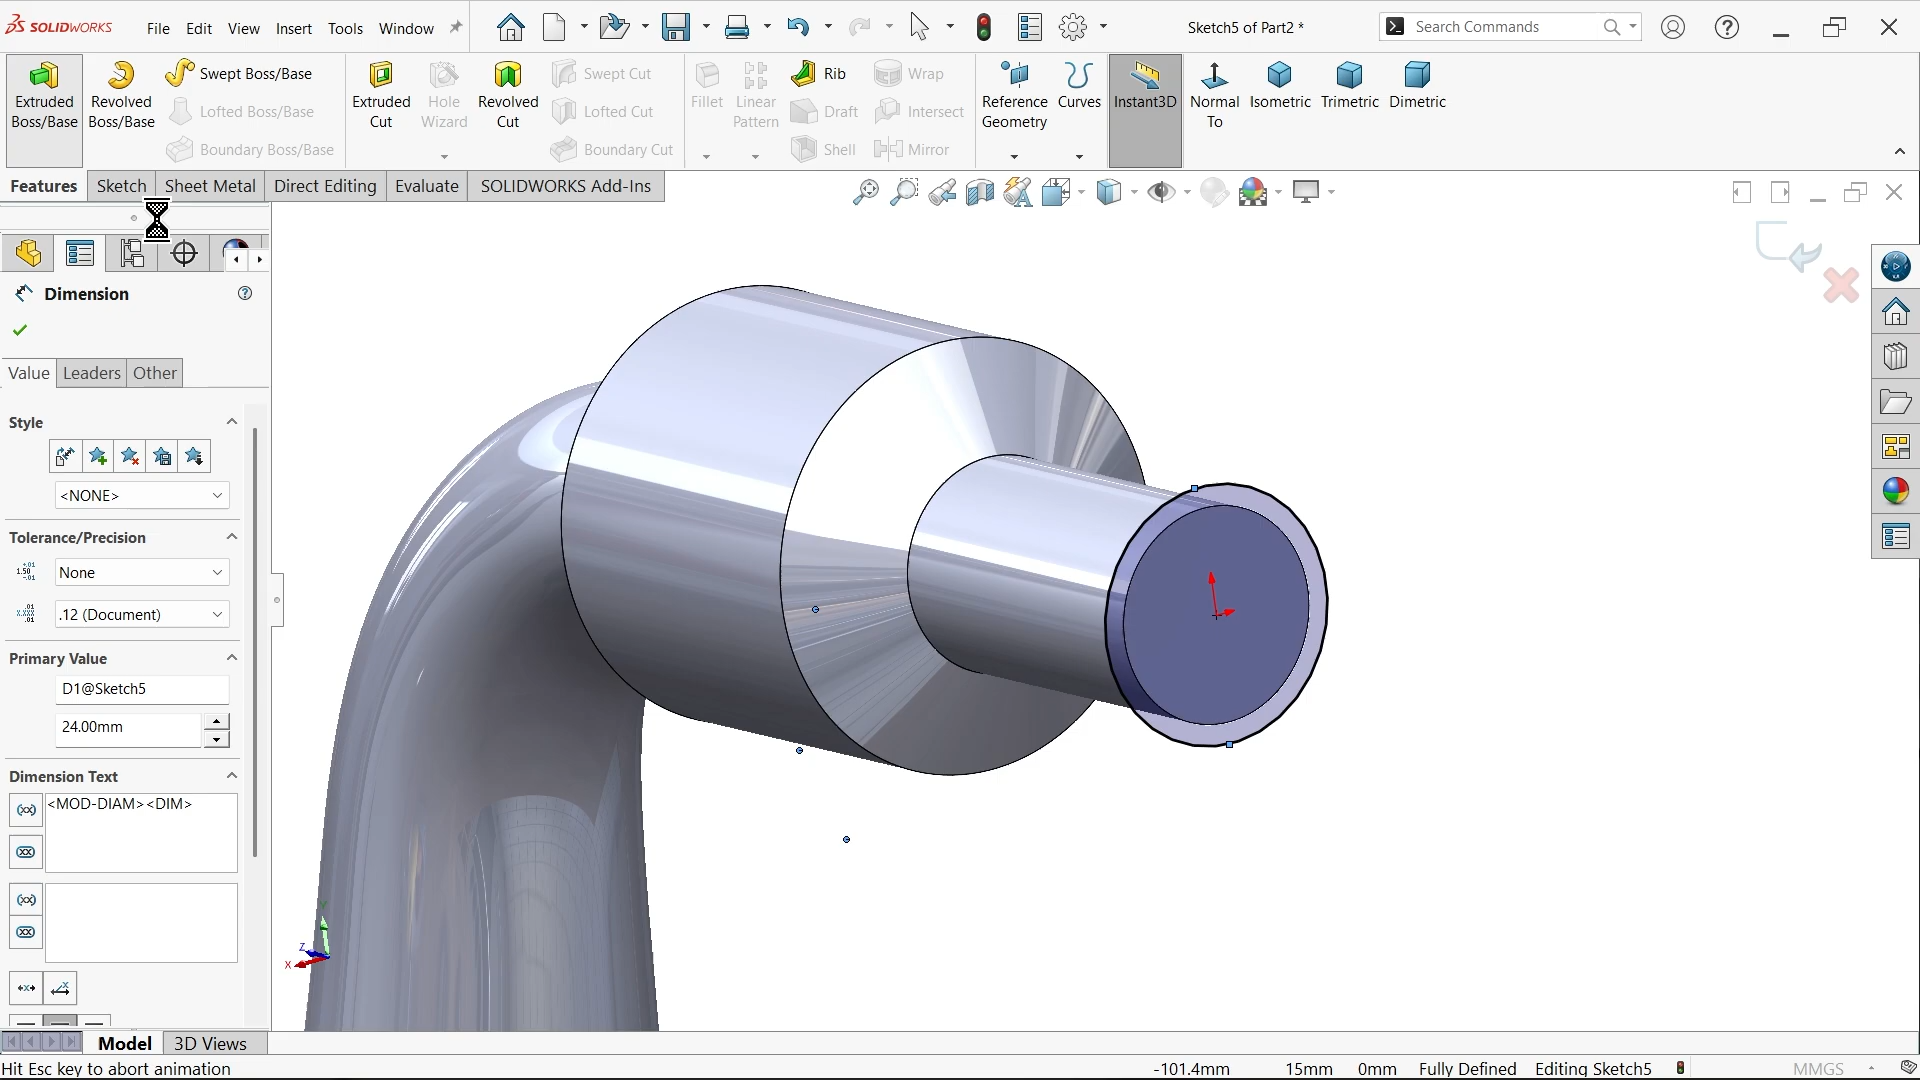 SOLIDWORKS File Edit View Insert Tools Window Sketch5 of Part2 * Search Commands
Extruded Boss/Base
Revolved Boss/Base
Swept Boss/Base
Lofted Boss/Base
Boundary Boss/Base
Extruded Cut
Hole Wizard
Revolved Cut
Swept Cut
Lofted Cut
Boundary Cut
Fillet
Linear Pattern
Rib
Draft
Shell
Wrap
Intersect
Mirror
Reference Geometry
Curves
Instant3D
Normal To
Isometric
Trimetric
Dimetric
Features Sketch Sheet Metal Direct Editing Evaluate SOLIDWORKS Add-Ins
Dimension
Value Leaders Other
Style
<NONE>
Tolerance/Precision
None
.12 (Document)
Primary Value
D1@Sketch5
24.00mm
Dimension Text
<MOD-DIAM><DIM>
Z
X
Model 3D Views
Hit Esc key to abort animation -101.4mm 15mm 0mm Fully Defined Editing Sketch5 MMGS